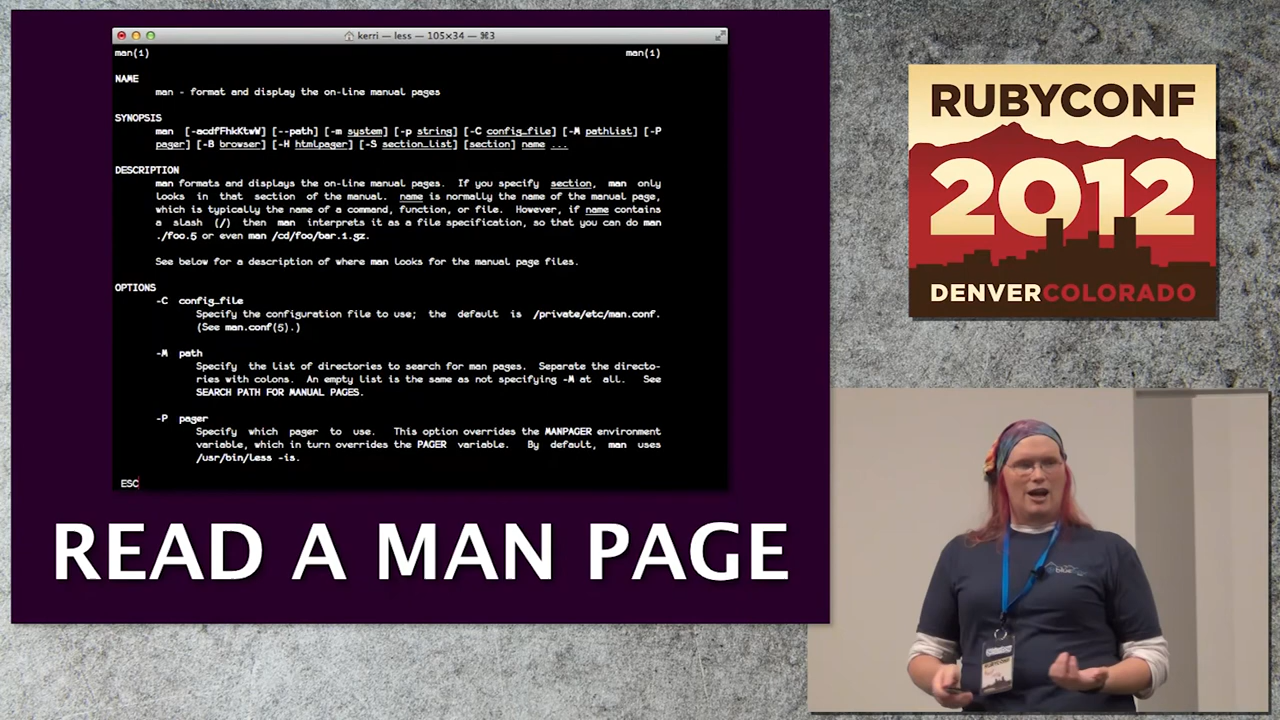 kerri — less — 105×34 — ⌘3
man(1) man(1)
NAME
man - format and display the on-line manual pages
SYNOPSIS
man [-acdfFhkKtwW] [--path] [-m system] [-p string] [-C config_file] [-M pathlist] [-P
pager] [-B browser] [-H htmlpager] [-S section_list] [section] name ...
DESCRIPTION
man formats and displays the on-line manual pages. If you specify section, man only
looks in that section of the manual. name is normally the name of the manual page,
which is typically the name of a command, function, or file. However, if name contains
a slash (/) then man interprets it as a file specification, so that you can do man
./foo.5 or even man /cd/foo/bar.1.gz.
See below for a description of where man looks for the manual page files.
OPTIONS
-C config_file
Specify the configuration file to use; the default is /private/etc/man.conf.
(See man.conf(5).)
-M path
Specify the list of directories to search for man pages. Separate the directo-
ries with colons. An empty list is the same as not specifying -M at all. See
SEARCH PATH FOR MANUAL PAGES.
-P pager
Specify which pager to use. This option overrides the MANPAGER environment
variable, which in turn overrides the PAGER variable. By default, man uses
/usr/bin/less -is.
ESC
READ A MAN PAGE
RUBYCONF
2012
DENVERCOLORADO
blue
RUBYCONF